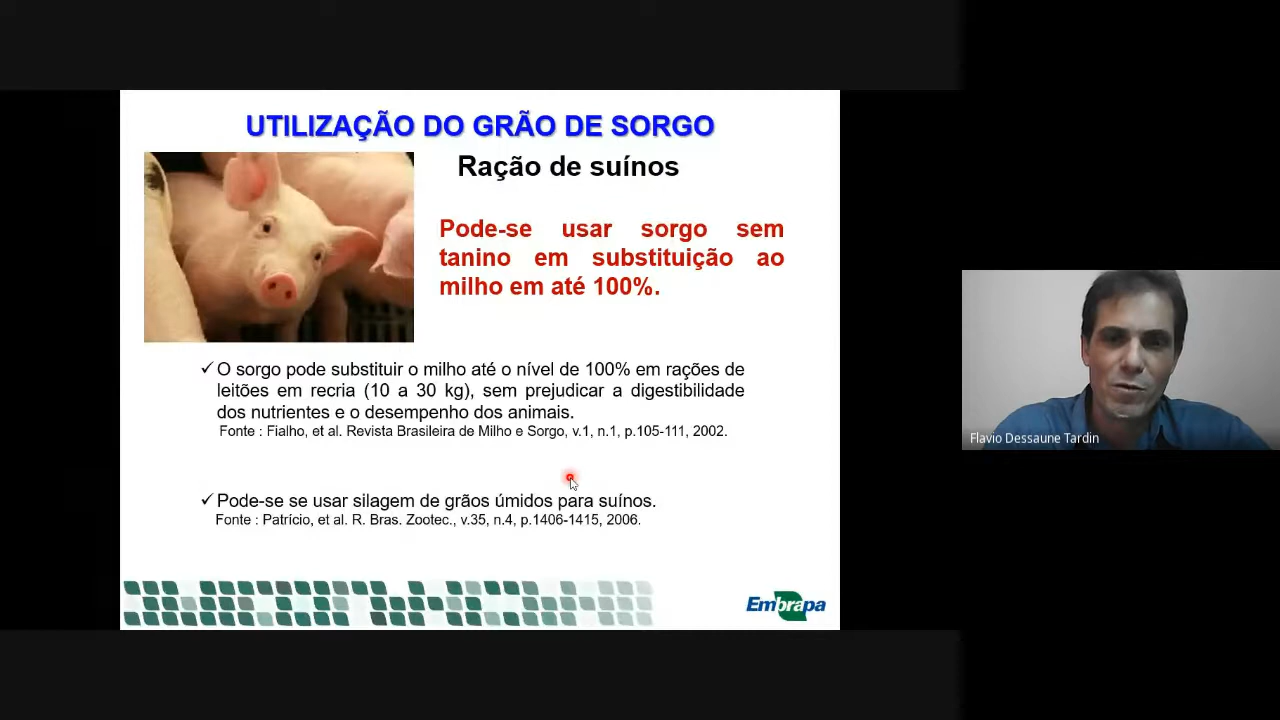 UTILIZAÇÃO DO GRÃO DE SORGO
Ração de suínos
Pode-se usar sorgo sem
tanino em substituição ao
milho em até 100%.
✓O sorgo pode substituir o milho até o nível de 100% em rações de
leitões em recria (10 a 30 kg), sem prejudicar a digestibilidade
dos nutrientes e o desempenho dos animais.
Fonte : Fialho, et al. Revista Brasileira de Milho e Sorgo, v.1, n.1, p.105-111, 2002.
✓Pode-se se usar silagem de grãos úmidos para suínos.
Fonte : Patrício, et al. R. Bras. Zootec., v.35, n.4, p.1406-1415, 2006.
Embrapa
Flavio Dessaune Tardin